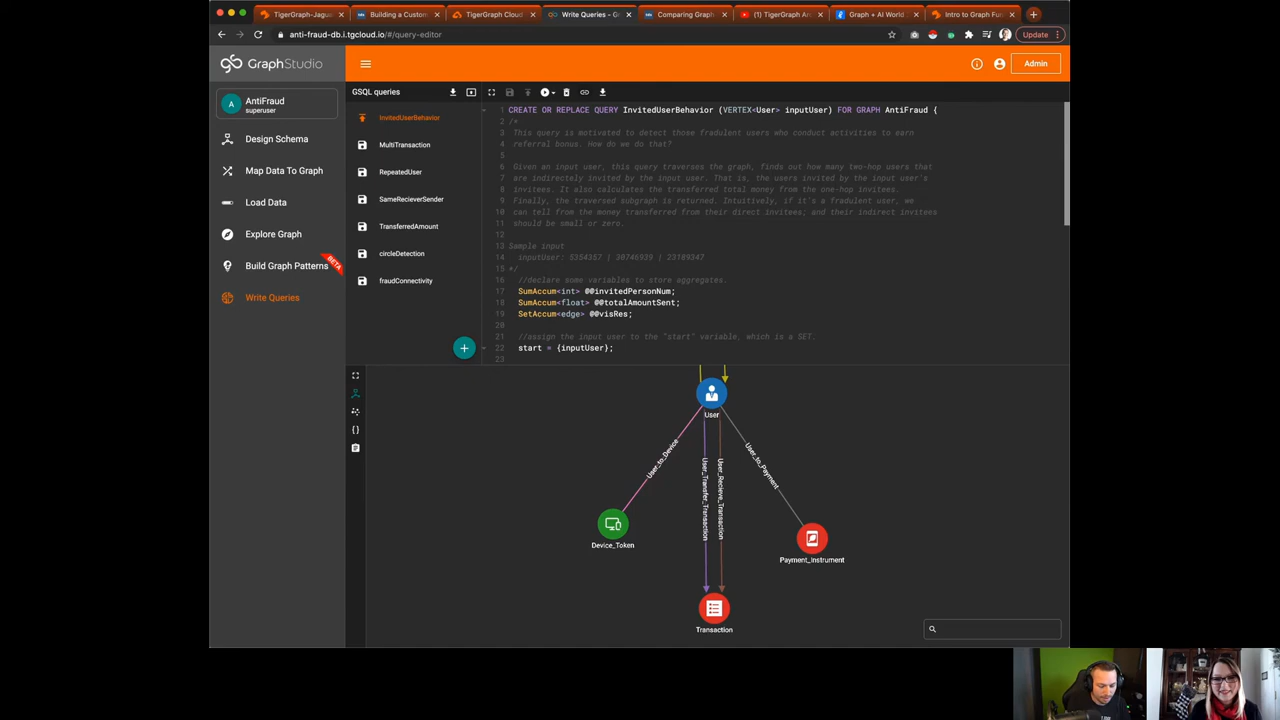 TigerGraph-Jagu
Building a Custom
TigerGraph Cloud
Write Queries - G
Comparing Graph
TigerGraph An
Graph + AI World
Intro to Graph Fu
anti-fraud-db.i.tgcloud.io/#/query-editor
Update
GraphStudio
Admin
A
AntiFraud
superuser
Design Schema
Map Data To Graph
Load Data
Explore Graph
Build Graph Patterns
BETA
Write Queries
GSQL queries
InvitedUserBehavior
MultiTransaction
RepeatedUser
SameRecieverSender
TransferredAmount
circleDetection
fraudConnectivity
1 CREATE OR REPLACE QUERY InvitedUserBehavior (VERTEX<User> inputUser) FOR GRAPH AntiFraud {
2 /*
3 This query is motivated to detect those fradulent users who conduct activities to earn
4 referral bonus. How do we do that?
5
6 Given an input user, this query traverses the graph, finds out how many two-hop users that
7 are indirectely invited by the input user. That is, the users invited by the input user's
8 invitees. It also calculates the transferred total money from the one-hop invitees.
9 Finally, the traversed subgraph is returned. Intuitively, if it's a fradulent user, we
10 can tell from the money transferred from their direct invitees; and their indirect invitees
11 should be small or zero.
12
13 Sample input
14 inputUser: 5354357 | 30746939 | 23189347
15 */
16 //declare some variables to store aggregates.
17 SumAccum<int> @@invitedPersonNum;
18 SumAccum<float> @@totalAmountSent;
19 SetAccum<edge> @@visRes;
20
21 //assign the input user to the "start" variable, which is a SET.
22 start = {inputUser};
23
User
User_to_Device
User_Transfer_Transaction
User_Recieve_Transaction
User_to_Payment
Device_Token
Payment_Instrument
Transaction